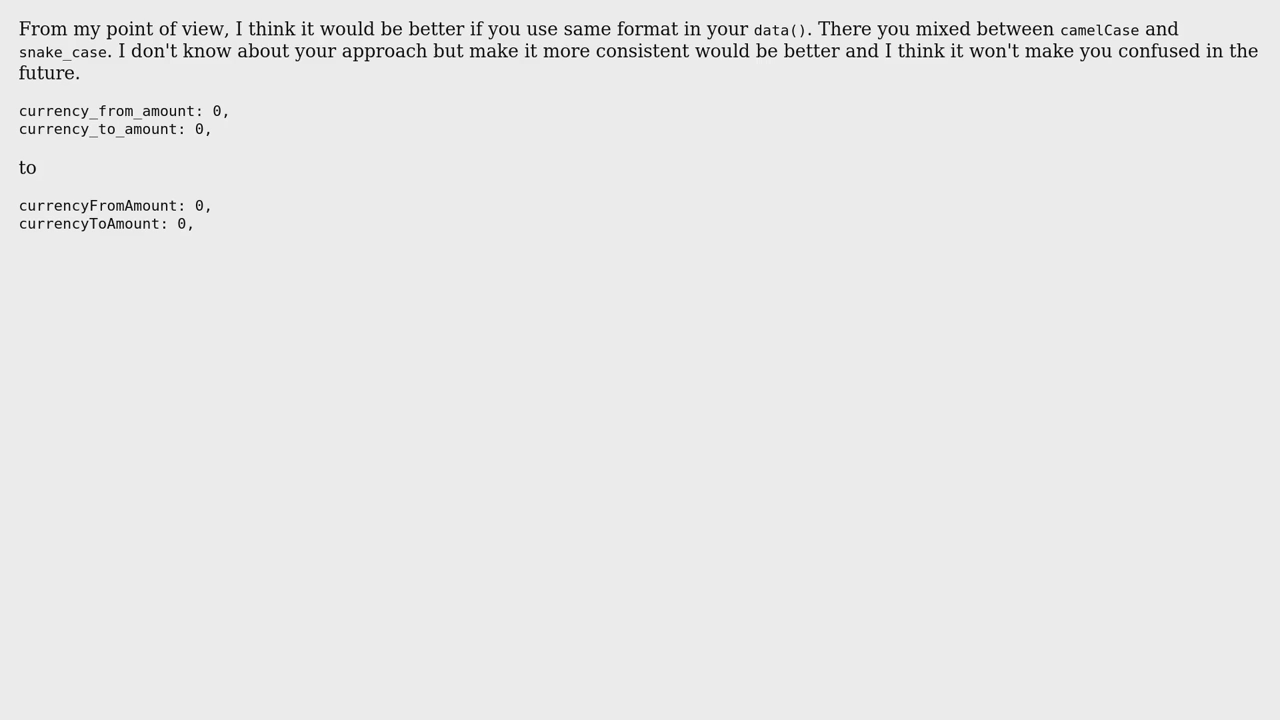 From my point of view, I think it would be better if you use same format in your data(). There you mixed between camelCase and
snake_case. I don't know about your approach but make it more consistent would be better and I think it won't make you confused in the
future.
currency_from_amount: 0,
currency_to_amount: 0,
to
currencyFromAmount: 0,
currencyToAmount: 0,